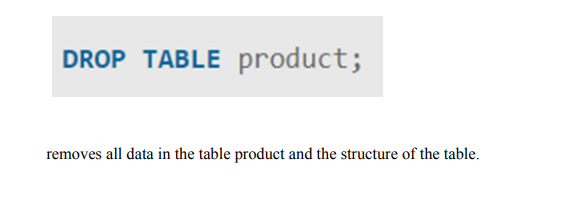 DROP TABLE product;
removes all data in the table product and the structure of the table.